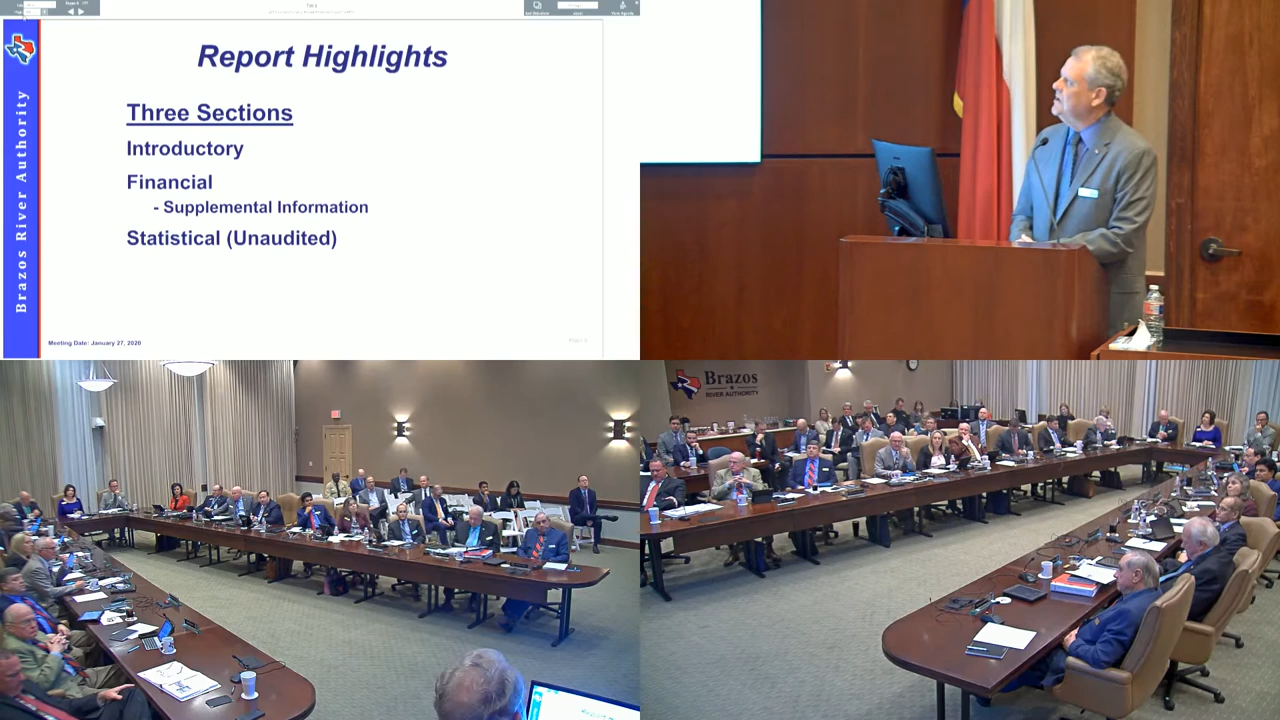 Report Highlights
Three Sections
Introductory
Financial
- Supplemental Information
Statistical (Unaudited)
Brazos River Authority
Meeting Date: January 27, 2020
Brazos
RIVER AUTHORITY